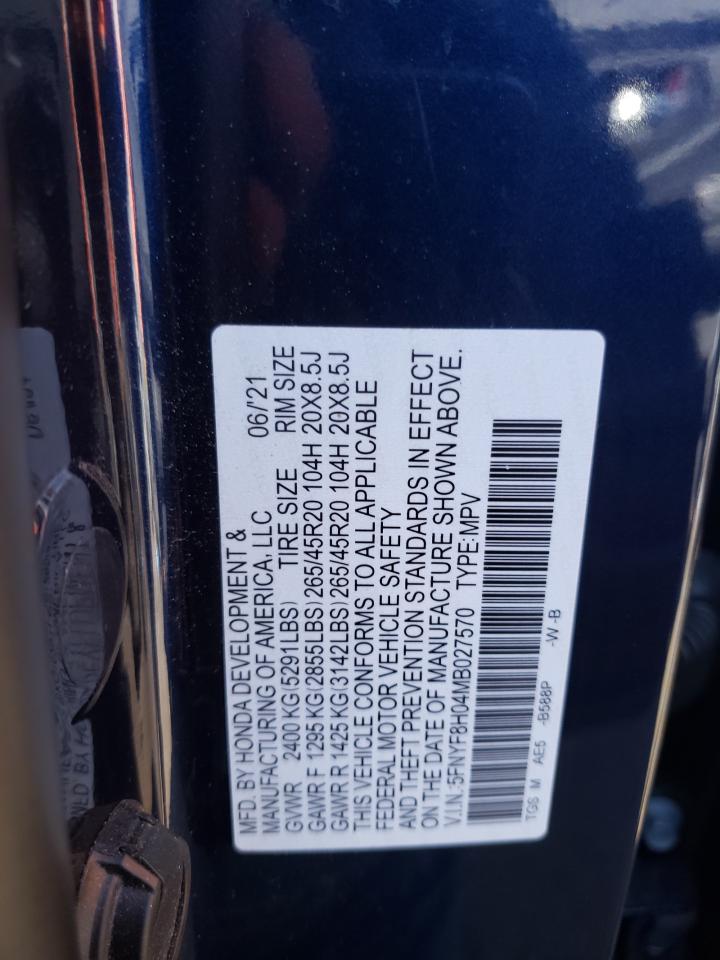 MFD. BY HONDA DEVELOPMENT &
MANUFACTURING OF AMERICA, LLC 06/'21
GVWR 2400 KG(5291LBS) TIRE SIZE RIM SIZE
GAWR F 1295 KG(2855LBS) 265/45R20 104H 20X8.5J
GAWR R 1425 KG(3142LBS) 265/45R20 104H 20X8.5J
THIS VEHICLE CONFORMS TO ALL APPLICABLE
FEDERAL MOTOR VEHICLE SAFETY
AND THEFT PREVENTION STANDARDS IN EFFECT
ON THE DATE OF MANUFACTURE SHOWN ABOVE.
V.I.N.:5FNYF8H04MB027570 TYPE:MPV
TGS M AE5 -B588P -W -B